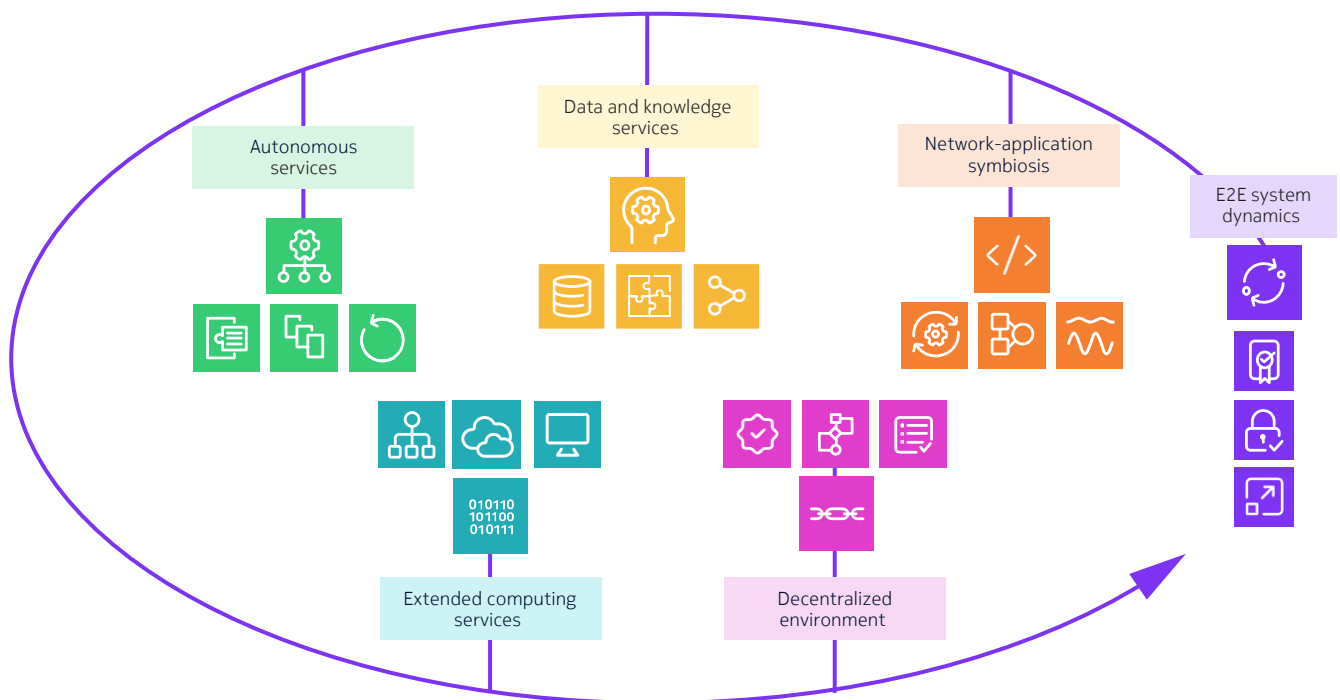 Data and knowledge
services
Autonomous
services
Network-application
symbiosis
E2E system
dynamics
</>
010110
101100
010111
Extended computing
services
Decentralized
environment